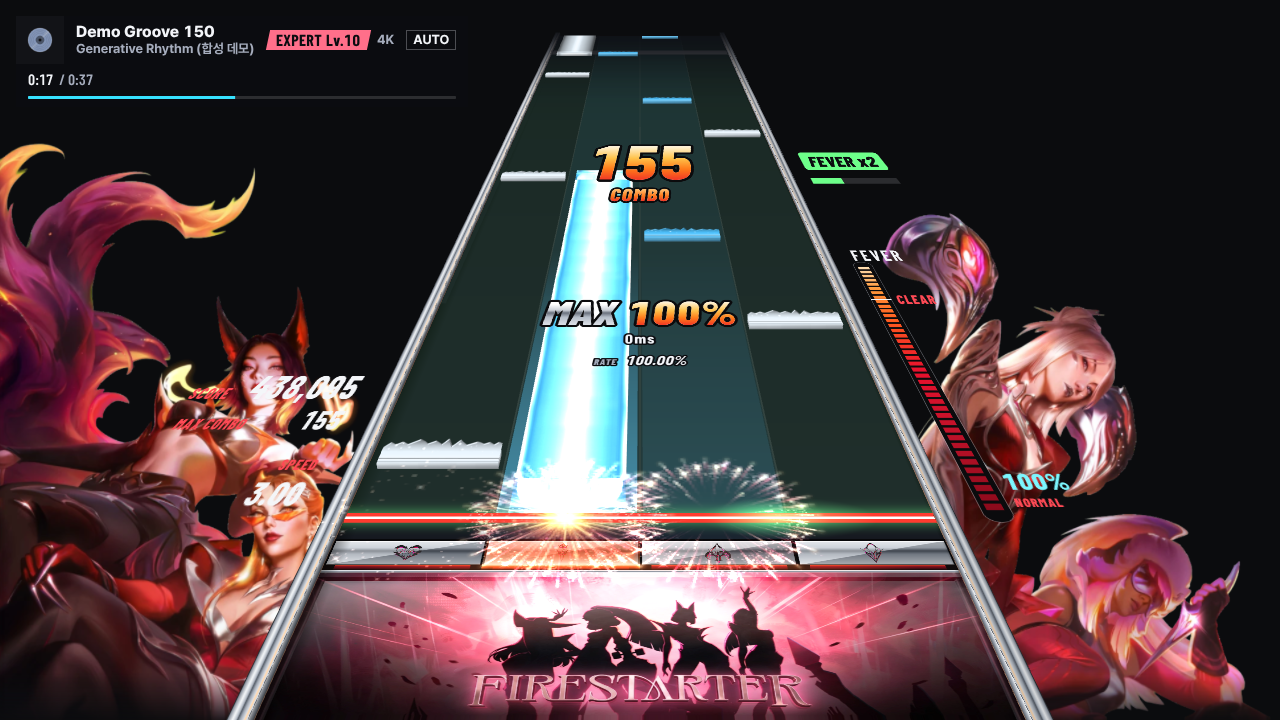 Demo Groove 150
Generative Rhythm (합성 데모)
EXPERT Lv.10
4K
AUTO
0:17 / 0:37
155
COMBO
FEVER x2
FEVER
CLEAR
MAX 100%
0ms
RATE 100.00%
SCORE 438,095
MAX COMBO 155
SPEED
3.00
100%
NORMAL
FIRESTARTER